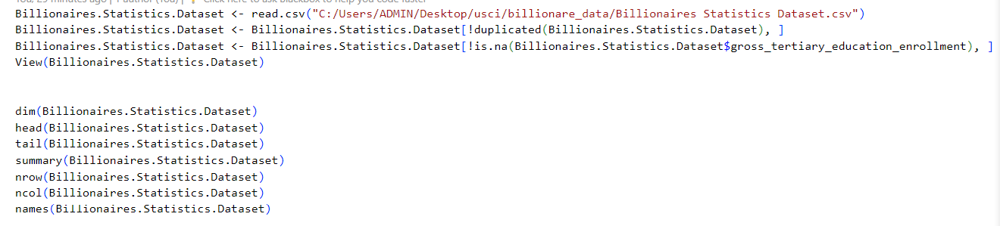 You, 25 minutes ago | 1 author (You) | Click here to ask Blackbox to help you code faster
Billionaires.Statistics.Dataset <- read.csv("C:/Users/ADMIN/Desktop/usci/billionare_data/Billionaires Statistics Dataset.csv")
Billionaires.Statistics.Dataset <- Billionaires.Statistics.Dataset[!duplicated(Billionaires.Statistics.Dataset), ]
Billionaires.Statistics.Dataset <- Billionaires.Statistics.Dataset[!is.na(Billionaires.Statistics.Dataset$gross_tertiary_education_enrollment), ]
View(Billionaires.Statistics.Dataset)
dim(Billionaires.Statistics.Dataset)
head(Billionaires.Statistics.Dataset)
tail(Billionaires.Statistics.Dataset)
summary(Billionaires.Statistics.Dataset)
nrow(Billionaires.Statistics.Dataset)
ncol(Billionaires.Statistics.Dataset)
names(Billionaires.Statistics.Dataset)